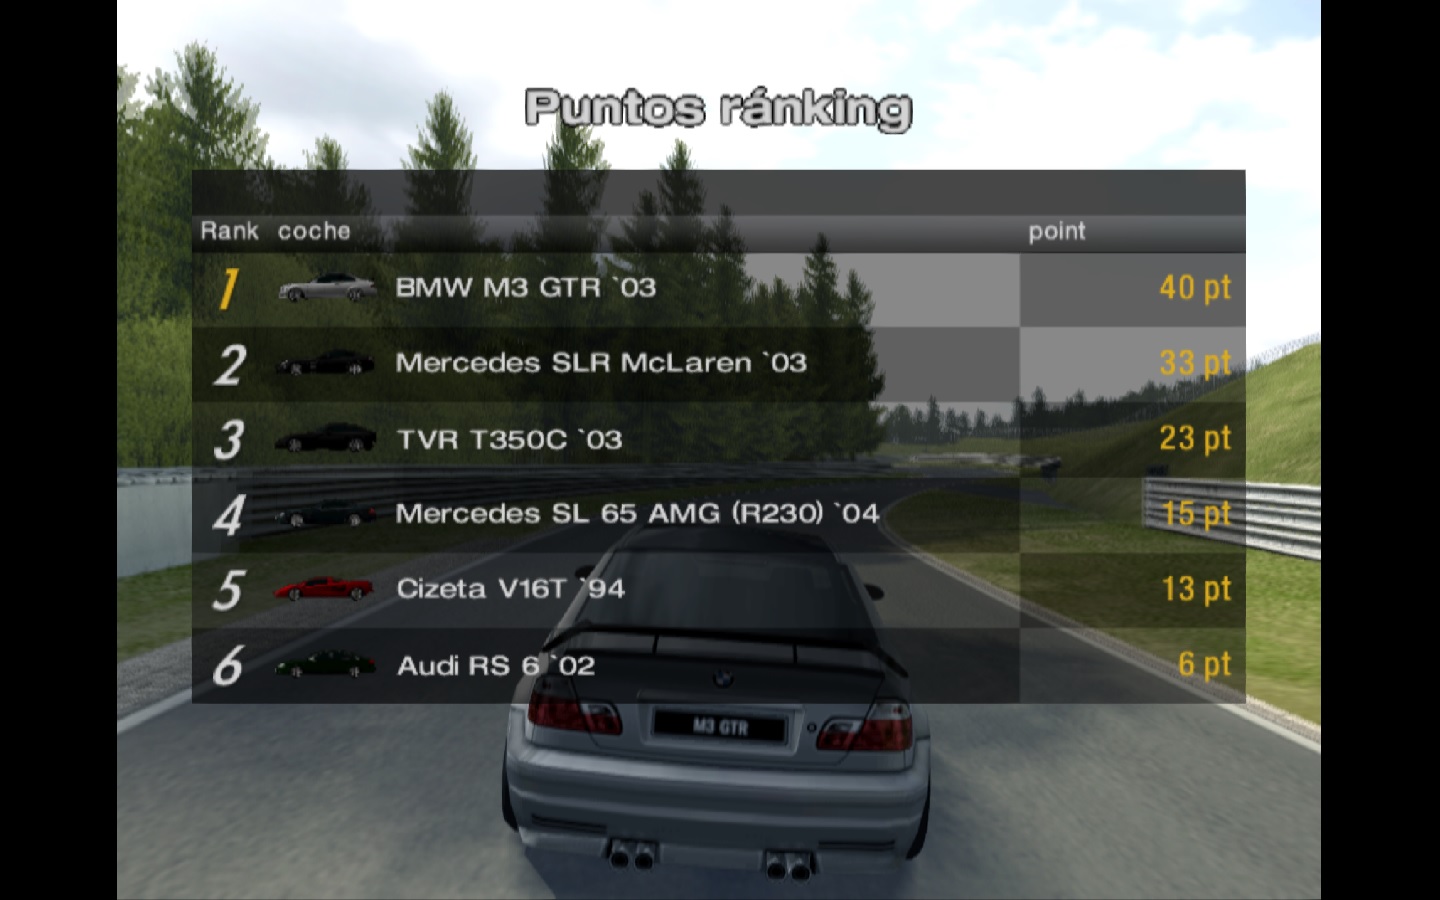 Puntos ránking
Rank coche point
1 BMW M3 GTR `03 40 pt
2 Mercedes SLR McLaren `03 33 pt
3 TVR T350C `03 23 pt
4 Mercedes SL 65 AMG (R230) `04 15 pt
5 Cizeta V16T `94 13 pt
6 Audi RS 6 `02 6 pt
M3 GTR